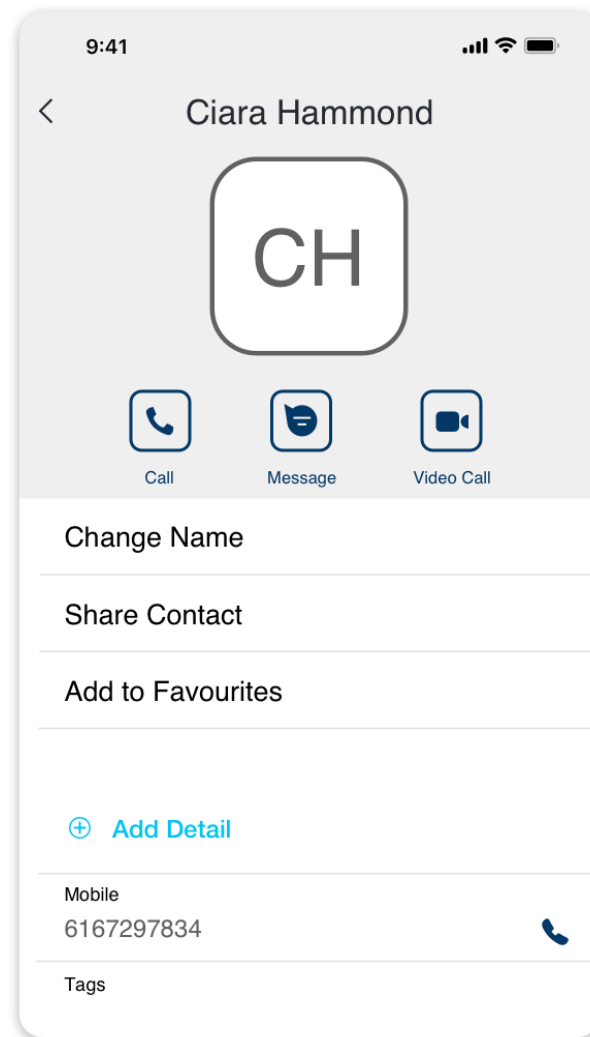 9:41
Ciara Hammond
CH
Call Message Video Call
Change Name
Share Contact
Add to Favourites
Add Detail
Mobile
6167297834
Tags